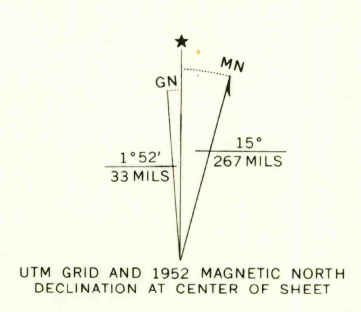 ★
MN
GN
1°52'
33 MILS
15°
267 MILS
UTM GRID AND 1952 MAGNETIC NORTH
DECLINATION AT CENTER OF SHEET